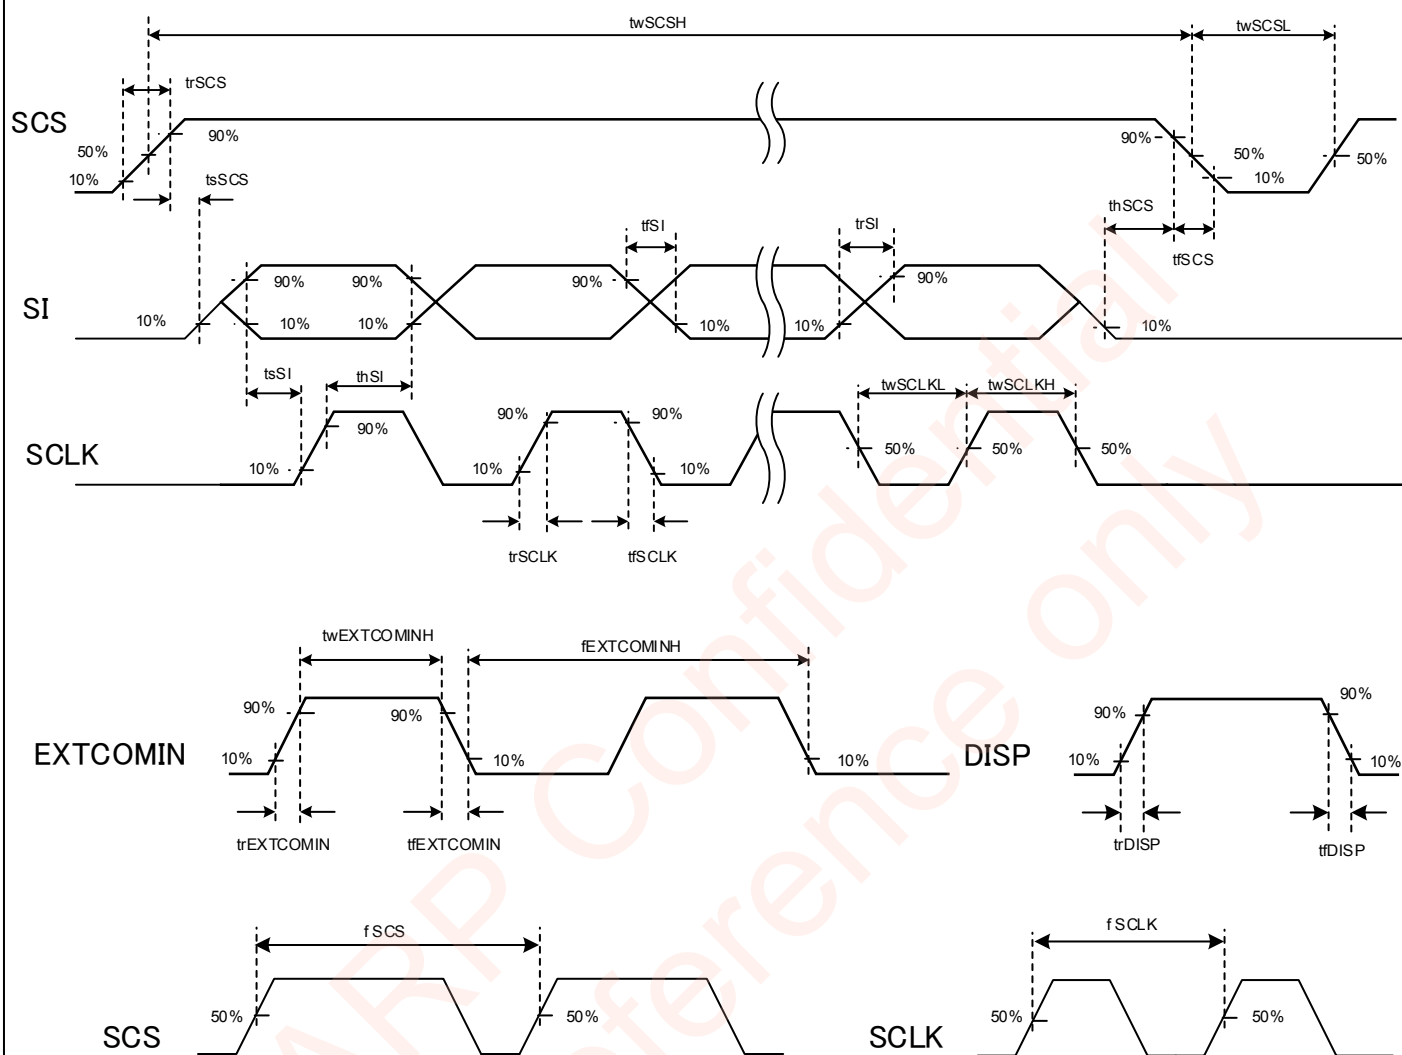 twSCSH
twSCSL
trSCS
SCS
90%
90%
50%
50%
50%
10%
10%
tsSCS
thSCS
tfSI
trSI
tfSCS
90%
90%
90%
90%
SI
10%
10%
10%
10%
10%
10%
tsSI
thSI
twSCLKL
twSCLKH
90%
90%
90%
SCLK
50%
50%
50%
10%
10%
10%
trSCLK
tfSCLK
twEXTCOMINH
fEXTCOMINH
90%
90%
90%
90%
EXTCOMIN
10%
10%
10%
DISP
10%
10%
trEXTCOMIN
tfEXTCOMIN
trDISP
tfDISP
fSCS
fSCLK
50%
50%
50%
50%
SCS
SCLK
ARP Confidential
ference only